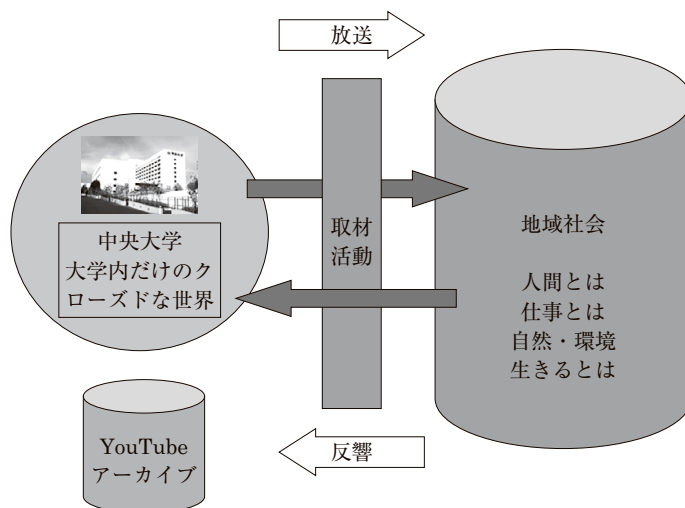 放送
中央大学
大学内だけのク
ローズドな世界
取材
活動
地域社会
人間とは
仕事とは
自然・環境
生きるとは
YouTube
アーカイブ
反響